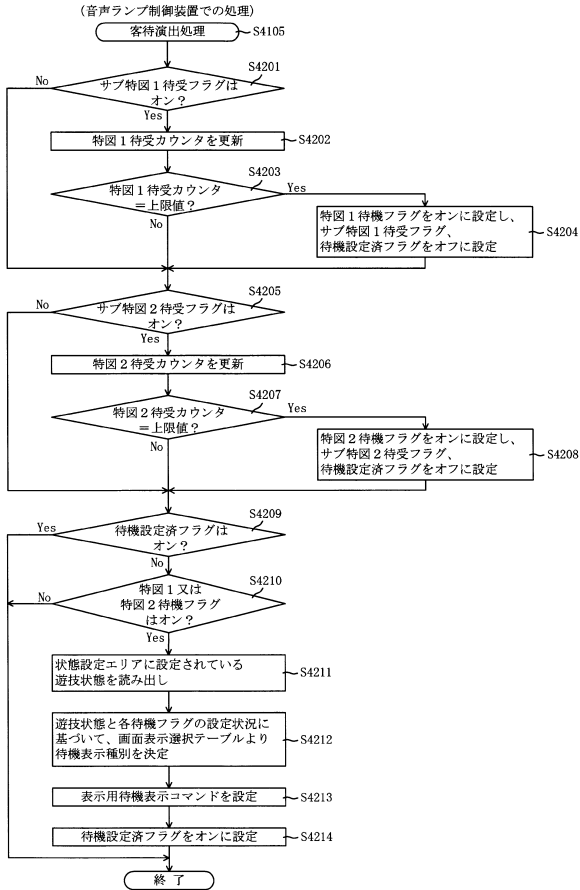 （音声ランプ制御装置での処理）
客待演出処理
S4105
S4201
サブ特図１待受フラグは
オン？
No
Yes
特図１待受カウンタを更新
S4202
S4203
特図１待受カウンタ
＝上限値？
Yes
No
特図１待機フラグをオンに設定し、
サブ特図１待受フラグ、
待機設定済フラグをオフに設定
S4204
S4205
サブ特図２待受フラグは
オン？
No
Yes
特図２待受カウンタを更新
S4206
S4207
特図２待受カウンタ
＝上限値？
Yes
No
特図２待機フラグをオンに設定し、
サブ特図２待受フラグ、
待機設定済フラグをオフに設定
S4208
S4209
待機設定済フラグは
オン？
Yes
No
S4210
特図１又は
特図２待機フラグ
はオン？
No
Yes
状態設定エリアに設定されている
遊技状態を読み出し
S4211
遊技状態と各待機フラグの設定状況に
基づいて、画面表示選択テーブルより
待機表示種別を決定
S4212
表示用待機表示コマンドを設定
S4213
待機設定済フラグをオンに設定
S4214
終了